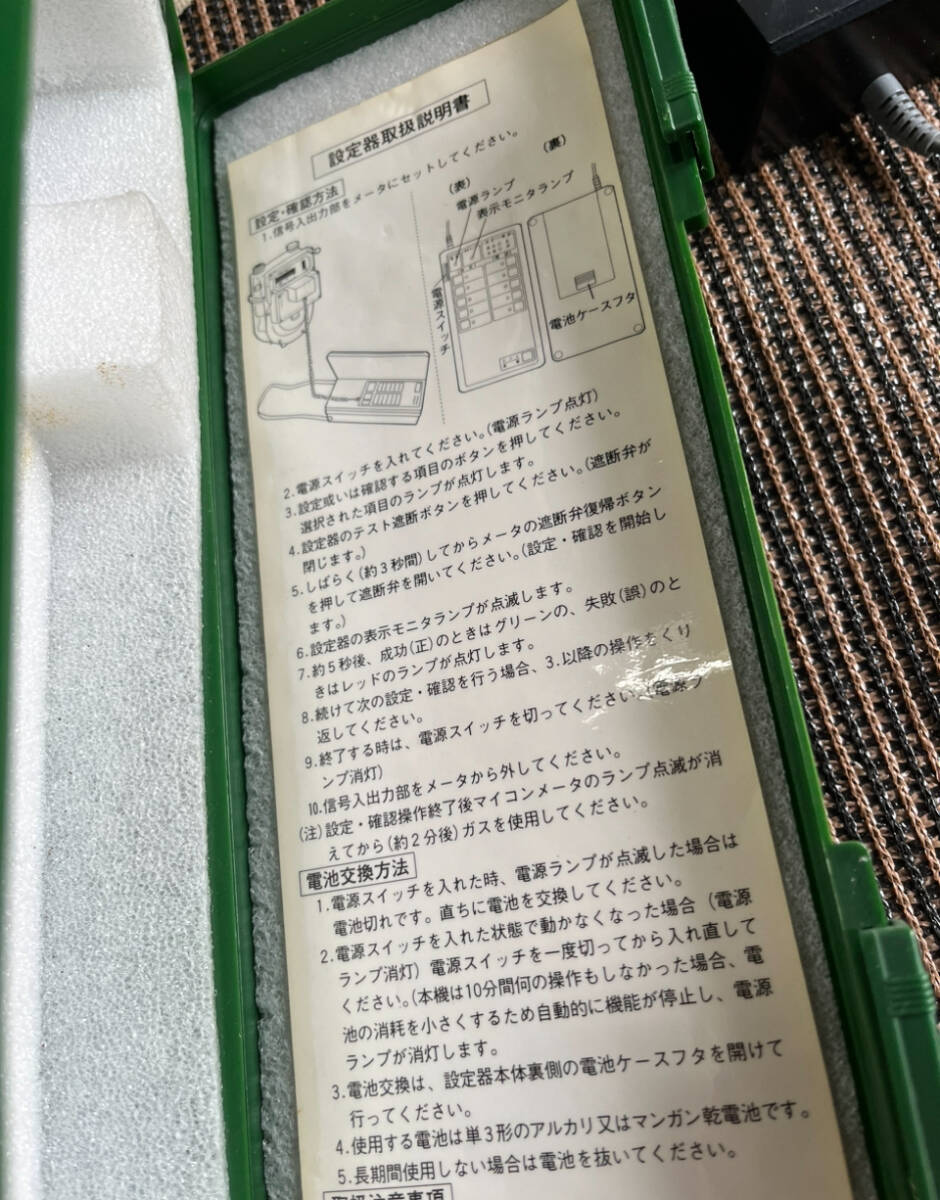 設定器取扱説明書
設定・確認方法
1.信号入出力部をメータにセットしてください。
(表)
(裏)
電源ランプ
表示モニタランプ
電源スイッチ
電池ケースフタ
2.電源スイッチを入れてください。(電源ランプ点灯)
3.設定或いは確認する項目のボタンを押してください。
選択された項目のランプが点灯します。
4.設定器のテスト遮断ボタンを押してください。(遮断弁が
閉じます。)
5.しばらく(約3秒間)してからメータの遮断弁復帰ボタン
を押して遮断弁を開いてください。(設定・確認を開始し
ます。)
6.設定器の表示モニタランプが点滅します。
7.約5秒後、成功(正)のときはグリーンの、失敗(誤)のと
きはレッドのランプが点灯します。
8.続けて次の設定・確認を行う場合、3.以降の操作をくり
返してください。
9.終了する時は、電源スイッチを切ってください。(電源ラ
ンプ消灯)
10.信号入出力部をメータから外してください。
(注)設定・確認操作終了後マイコンメータのランプ点滅が消
えてから(約2分後)ガスを使用してください。
電池交換方法
1.電源スイッチを入れた時、電源ランプが点滅した場合は
電池切れです。直ちに電池を交換してください。
2.電源スイッチを入れた状態で動かなくなった場合(電源
ランプ消灯)電源スイッチを一度切ってから入れ直して
ください。(本機は10分間何の操作もしなかった場合、電
池の消耗を小さくするため自動的に機能が停止し、電源
ランプが消灯します。
3.電池交換は、設定器本体裏側の電池ケースフタを開けて
行ってください。
4.使用する電池は単3形のアルカリ又はマンガン乾電池です。
5.長期間使用しない場合は電池を抜いてください。
取扱注意事項